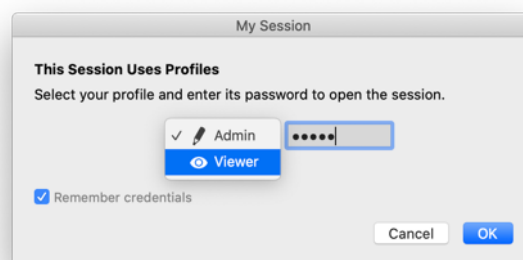 My Session
This Session Uses Profiles
Select your profile and enter its password to open the session.
Admin
Viewer
Remember credentials
Cancel
OK